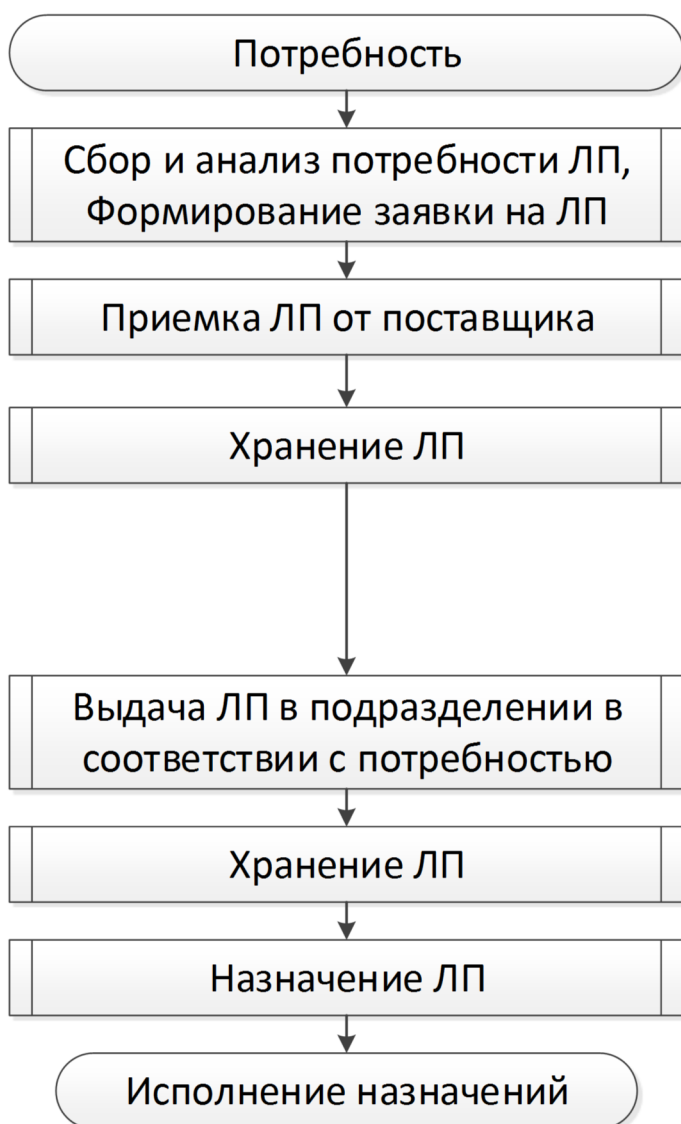 Потребность
Сбор и анализ потребности ЛП,
Формирование заявки на ЛП
Приемка ЛП от поставщика
Хранение ЛП
Выдача ЛП в подразделении в
соответствии с потребностью
Хранение ЛП
Назначение ЛП
Исполнение назначений